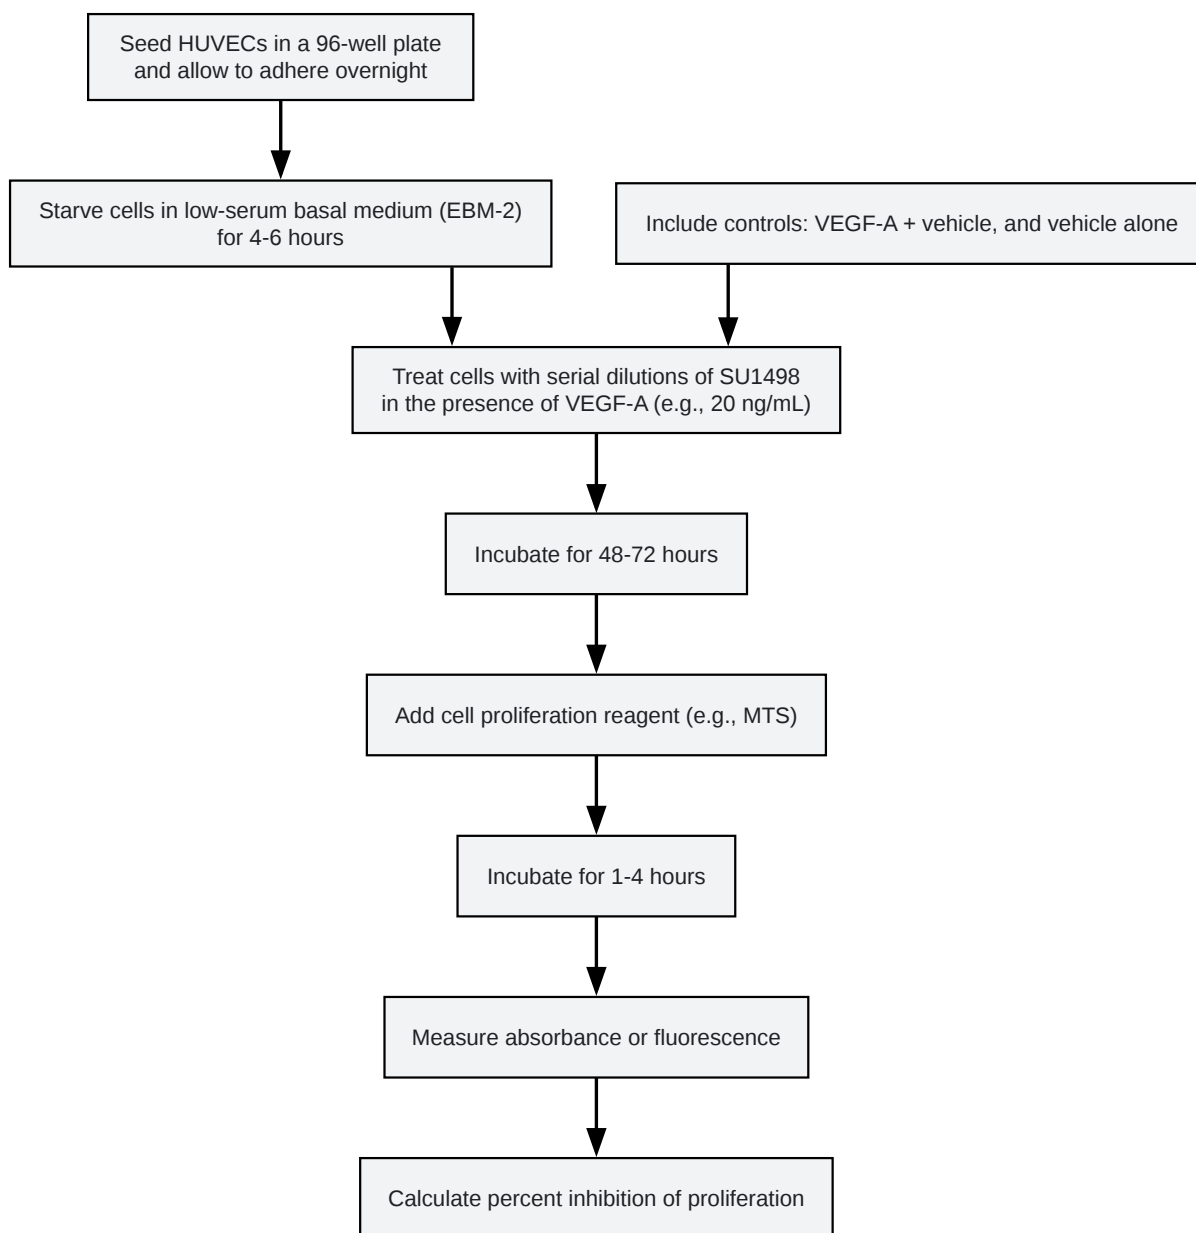 Seed HUVECs in a 96-well plate
and allow to adhere overnight
Starve cells in low-serum basal medium (EBM-2)
for 4-6 hours
Include controls: VEGF-A + vehicle, and vehicle alone
Treat cells with serial dilutions of SU1498
in the presence of VEGF-A (e.g., 20 ng/mL)
Incubate for 48-72 hours
Add cell proliferation reagent (e.g., MTS)
Incubate for 1-4 hours
Measure absorbance or fluorescence
Calculate percent inhibition of proliferation